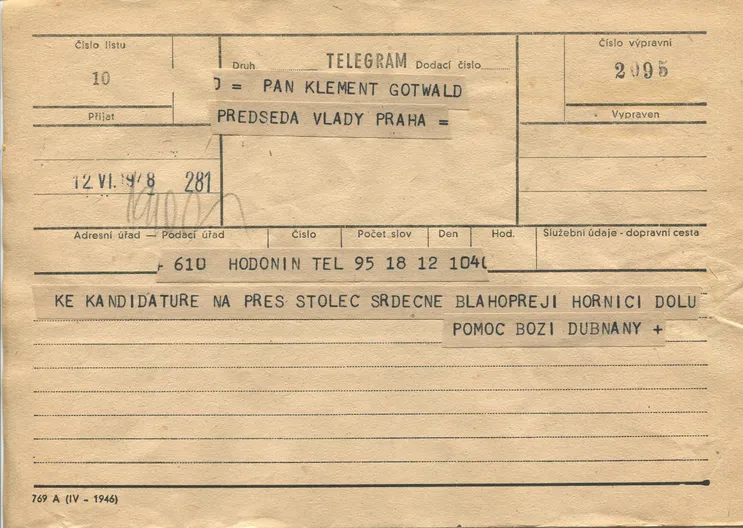 Číslo listu
10
Přijat
Druh TELEGRAM Dodací číslo
= PAN KLEMENT GOTWALD
PREDSEDA VLADY PRAHA =
Číslo výpravní
2095
Vypraven
12 VI. 1948 281
Adresní úřad — Podací úřad Číslo Počet slov Den Hod. Služební údaje - dopravní cesta
610 HODONIN TEL 95 18 12 1040
KE KANDIDATURE NA PRES STOLEC SRDECNE BLAHOPREJI HORNICI DOLU
POMOC BOZI DUBNANY +
769 A (IV - 1946)